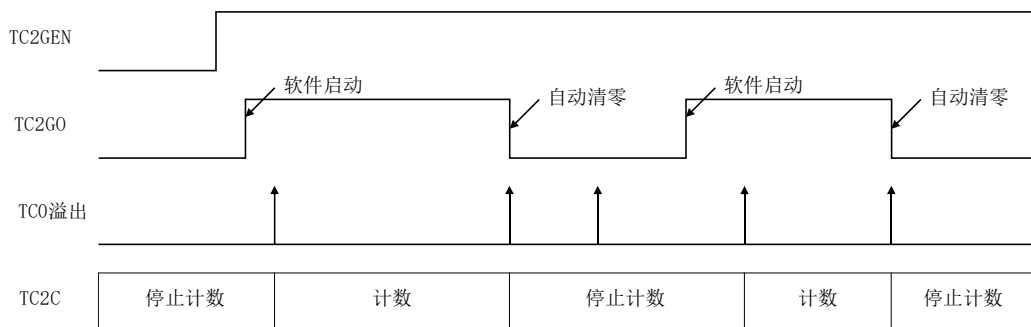 TC2GEN
软件启动
自动清零
软件启动
自动清零
TC2GO
TC0溢出
TC2C
停止计数
计数
停止计数
计数
停止计数